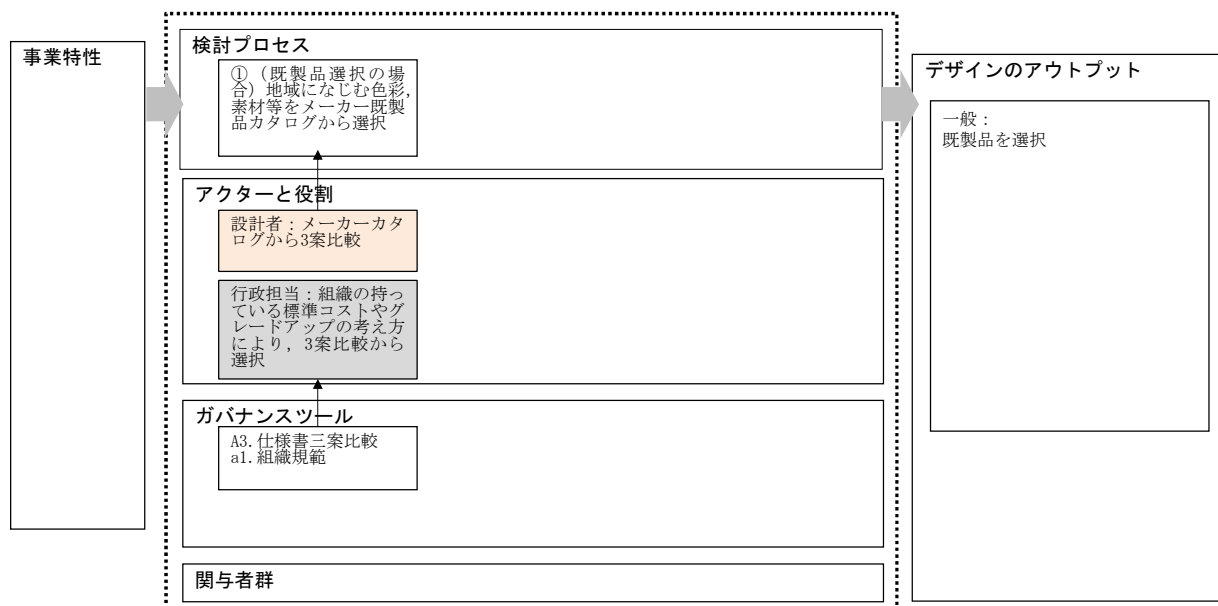 事業特性
検討プロセス
①（既製品選択の場
合）地域になじむ色彩，
素材等をメーカー既製
品カタログから選択
アクターと役割
設計者：メーカーカタ
ログから3案比較
行政担当：組織の持っ
ている標準コストやグ
レードアップの考え方
により，3案比較から
選択
ガバナンスツール
A3.仕様書三案比較
a1.組織規範
関与者群
デザインのアウトプット
一般：
既製品を選択